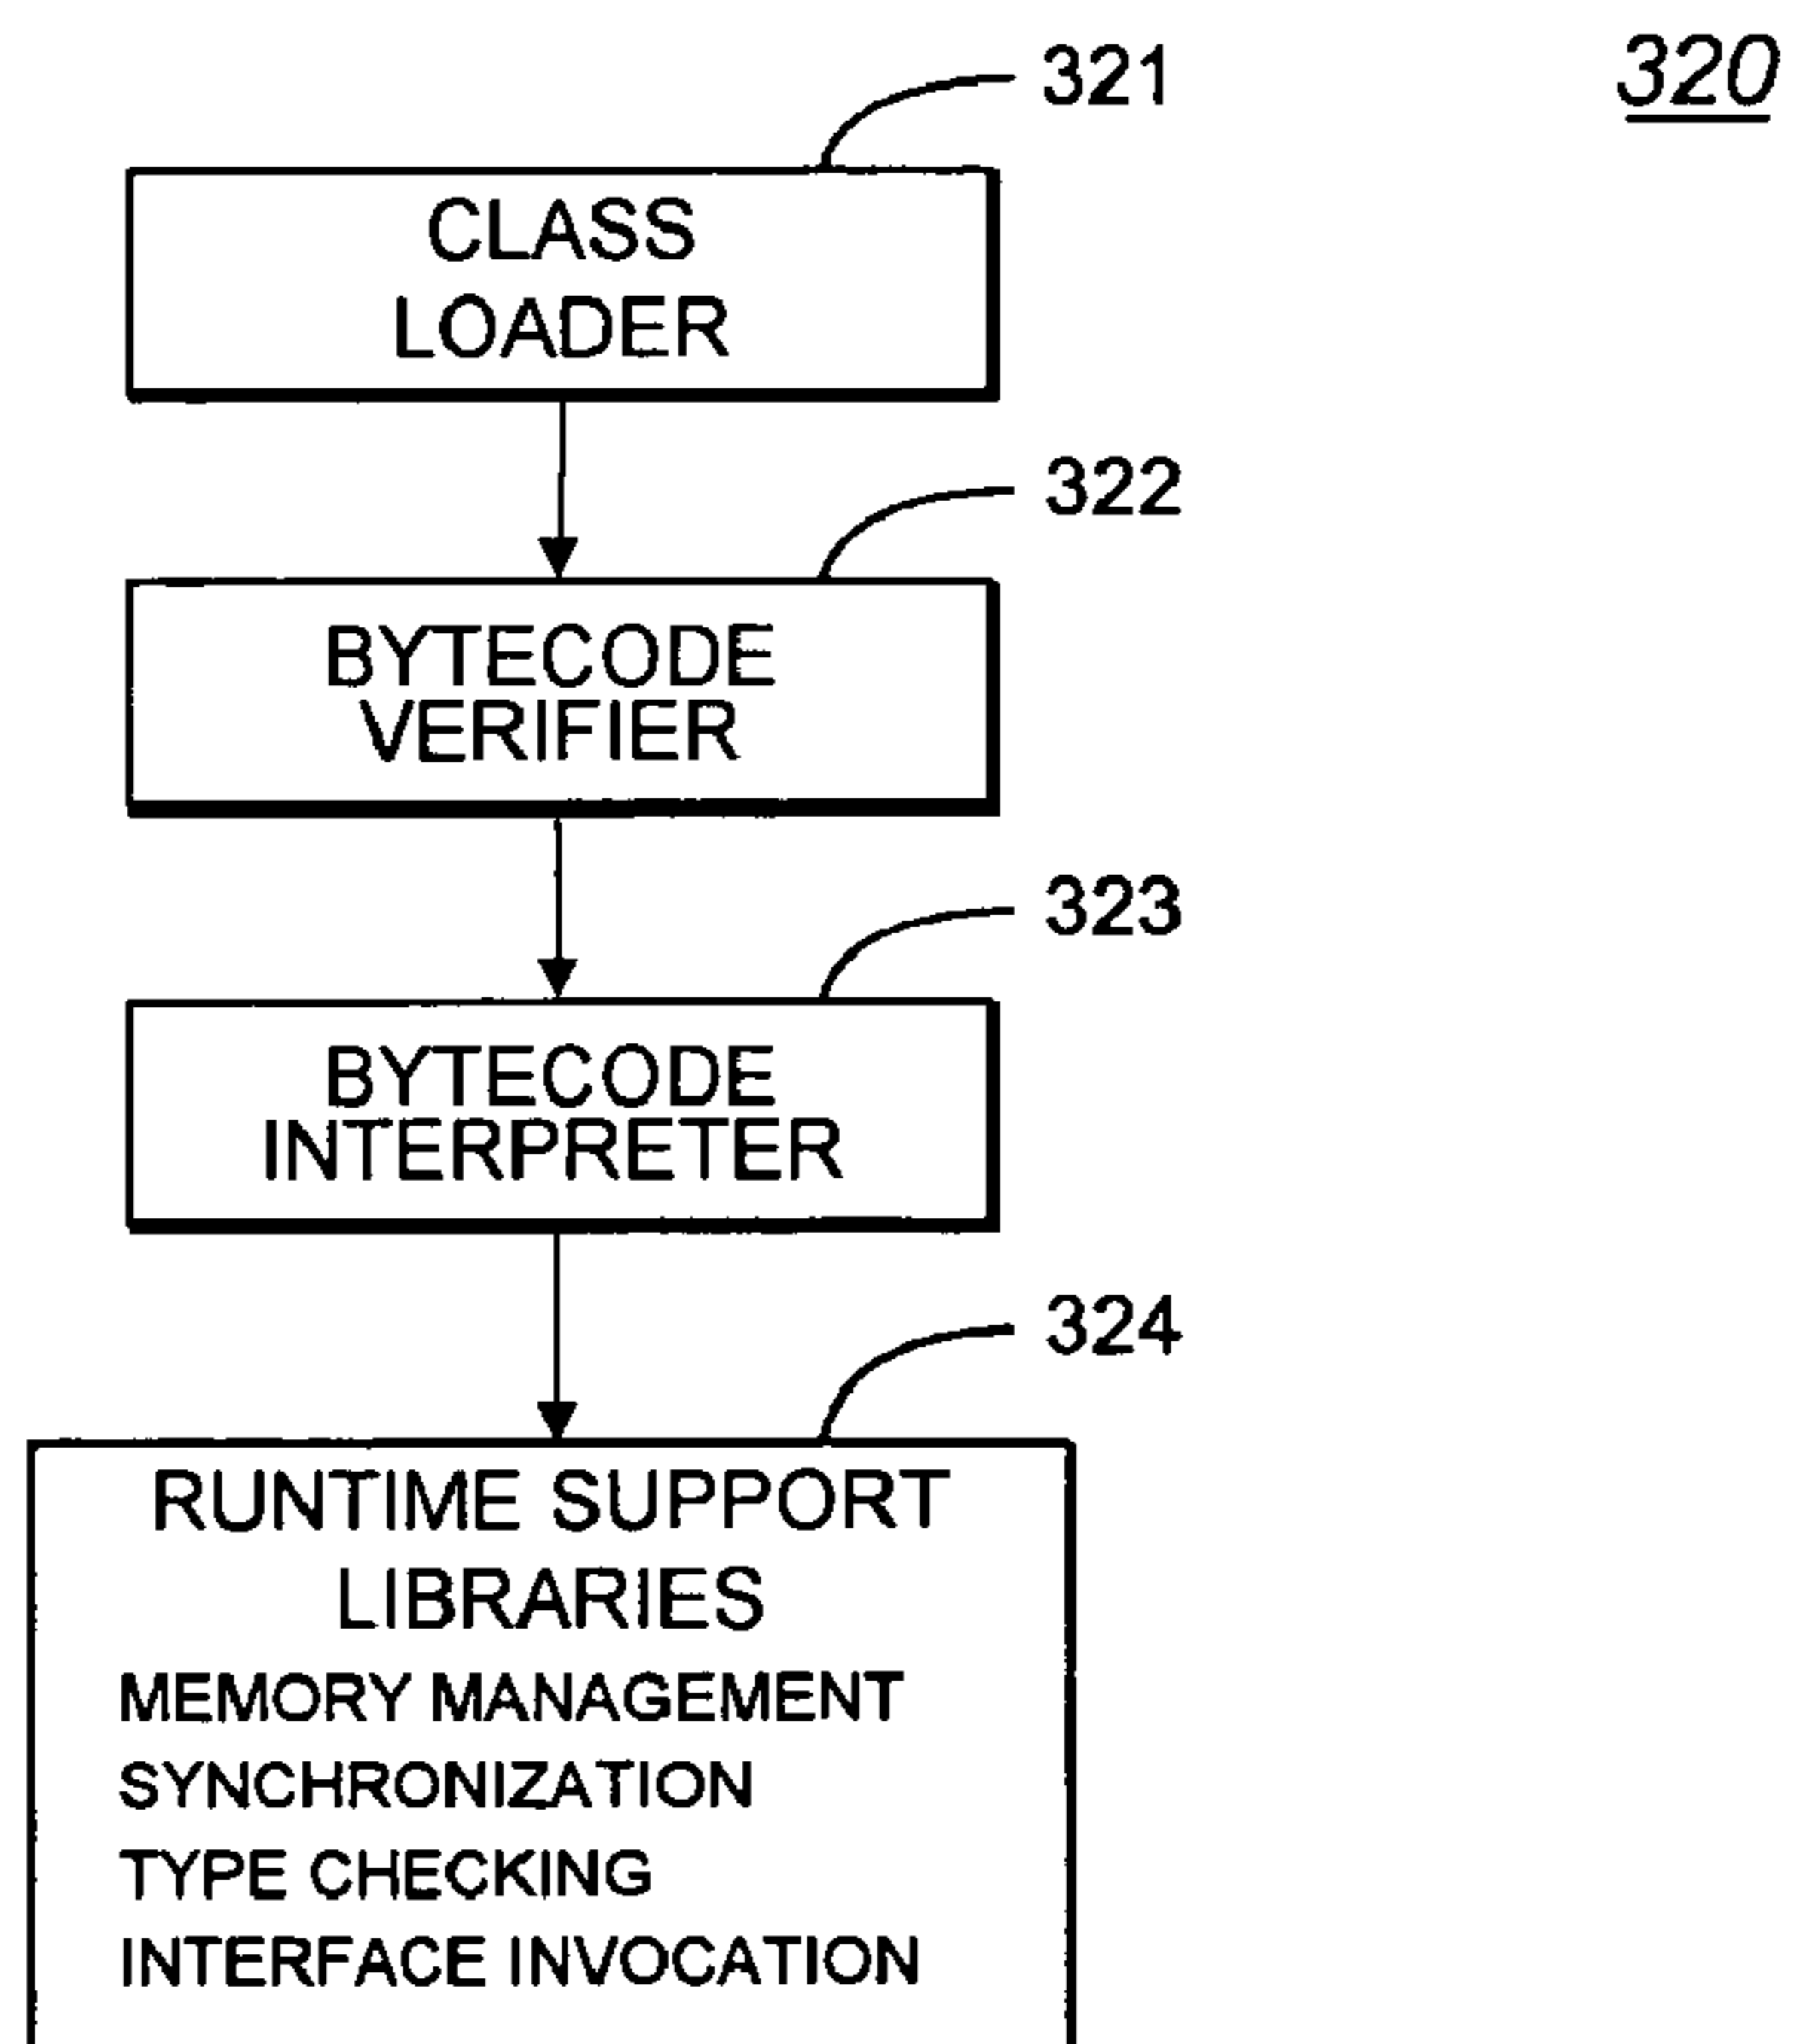 321
320
CLASS
LOADER
322
BYTECODE
VERIFIER
323
BYTECODE
INTERPRETER
324
RUNTIME SUPPORT
LIBRARIES
MEMORY MANAGEMENT
SYNCHRONIZATION
TYPE CHECKING
INTERFACE INVOCATION